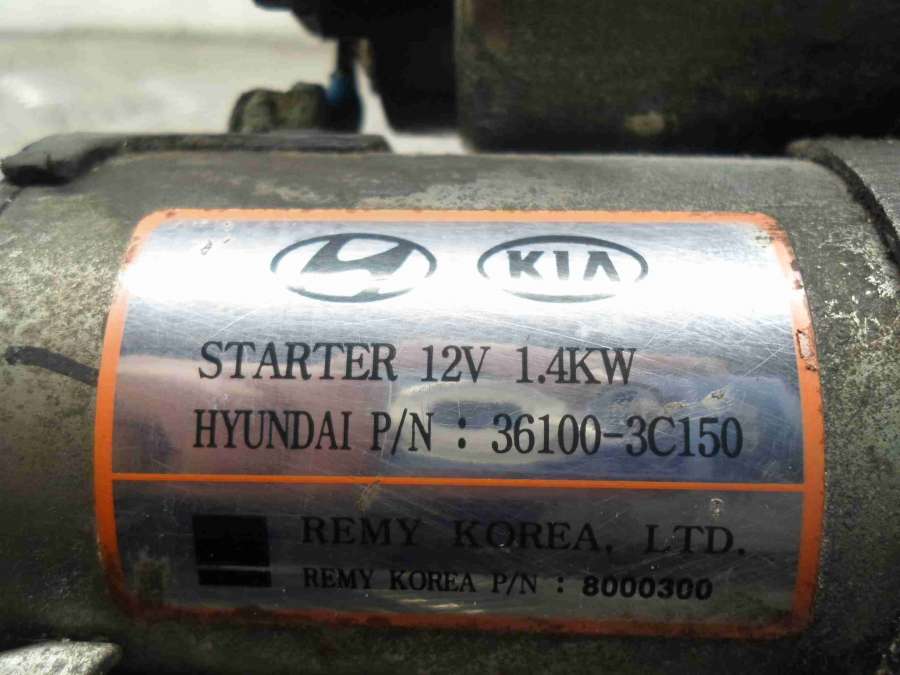 KIA
STARTER 12V 1.4KW
HYUNDAI P/N : 36100-3C150
REMY KOREA, LTD.
REMY KOREA P/N : 8000300